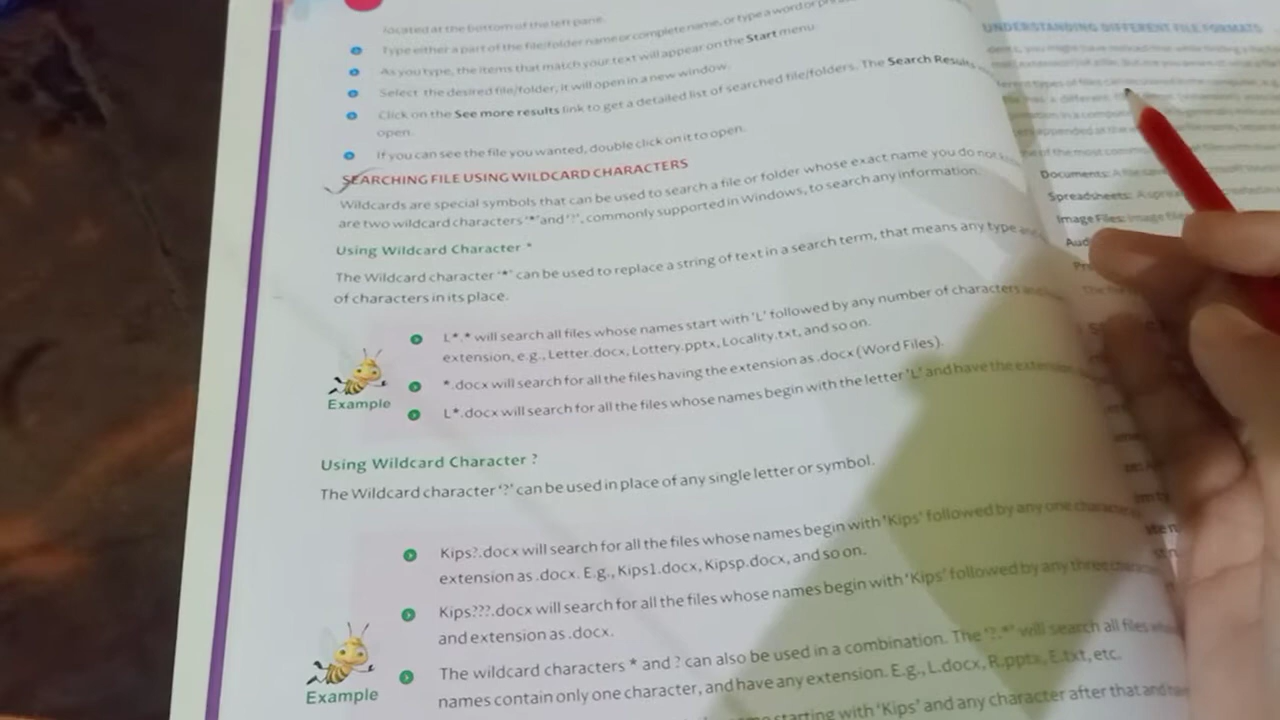 located at the bottom of the left pane.
Type either a part of the file/folder name or complete name, or type a word or
As you type, the items that match your text will appear on the Start menu.
Select the desired file/folder, it will open in a new window.
Click on the See more results link to get a detailed list of searched file/folders. The Search Results
open.
If you can see the file you wanted, double click on it to open.
SEARCHING FILE USING WILDCARD CHARACTERS
Wildcards are special symbols that can be used to search a file or folder whose exact name you do not
are two wildcard characters '*' and '?', commonly supported in Windows, to search any information.
Using Wildcard Character *
The Wildcard character '*' can be used to replace a string of text in a search term, that means any type
of characters in its place.
L*.* will search all files whose names start with 'L' followed by any number of characters
extension, e.g., Letter.docx, Lottery.pptx, Locality.txt, and so on.
*.docx will search for all the files having the extension as .docx (Word Files).
L*.docx will search for all the files whose names begin with the letter 'L' and have the
Example
Using Wildcard Character ?
The Wildcard character '?' can be used in place of any single letter or symbol.
Kips?.docx will search for all the files whose names begin with 'Kips' followed by any one
extension as .docx. E.g., Kips1.docx, Kipsp.docx, and so on.
Kips???.docx will search for all the files whose names begin with 'Kips' followed by any three
and extension as .docx.
The wildcard characters * and ? can also be used in a combination. The '?.*' will search all files
names contain only one character, and have any extension. E.g., L.docx, R.pptx, E.txt, etc.
Example
starting with 'Kips' and any character after that and
UNDERSTANDING DIFFERENT FILE FORMATS
Documents: A file
Spreadsheets: A
Image Files: Image